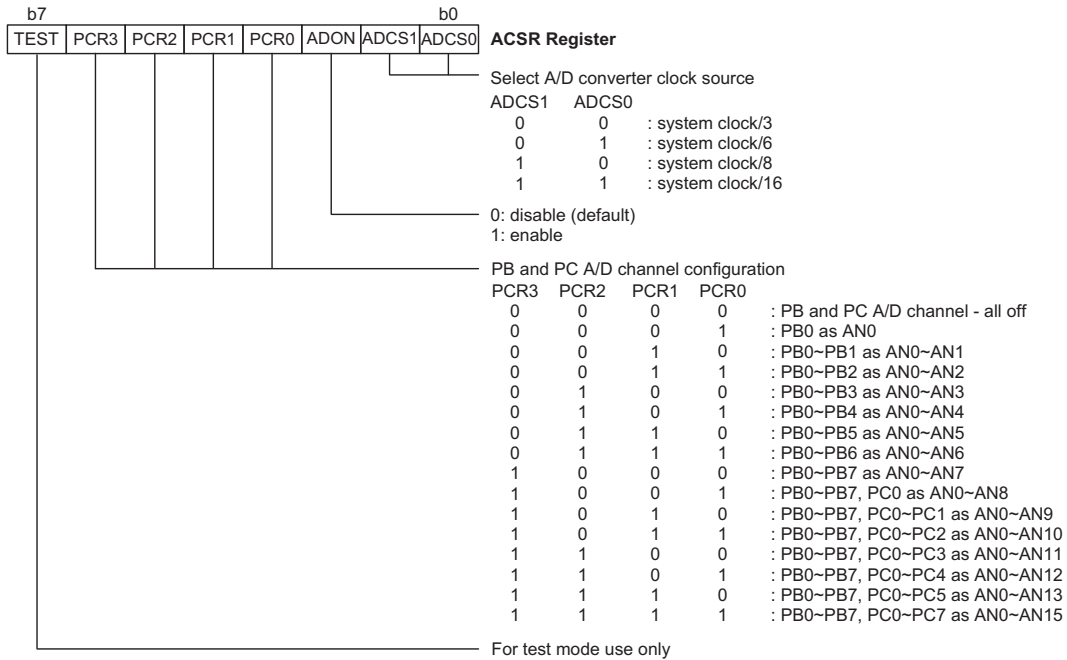 b7 b0
TEST PCR3 PCR2 PCR1 PCR0 ADON ADCS1 ADCS0 ACSR Register
Select A/D converter clock source
ADCS1 ADCS0
0 0 : system clock/3
0 1 : system clock/6
1 0 : system clock/8
1 1 : system clock/16
0: disable (default)
1: enable
PB and PC A/D channel configuration
PCR3 PCR2 PCR1 PCR0
0 0 0 0 : PB and PC A/D channel - all off
0 0 0 1 : PB0 as AN0
0 0 1 0 : PB0~PB1 as AN0~AN1
0 0 1 1 : PB0~PB2 as AN0~AN2
0 1 0 0 : PB0~PB3 as AN0~AN3
0 1 0 1 : PB0~PB4 as AN0~AN4
0 1 1 0 : PB0~PB5 as AN0~AN5
0 1 1 1 : PB0~PB6 as AN0~AN6
1 0 0 0 : PB0~PB7 as AN0~AN7
1 0 0 1 : PB0~PB7, PC0 as AN0~AN8
1 0 1 0 : PB0~PB7, PC0~PC1 as AN0~AN9
1 0 1 1 : PB0~PB7, PC0~PC2 as AN0~AN10
1 1 0 0 : PB0~PB7, PC0~PC3 as AN0~AN11
1 1 0 1 : PB0~PB7, PC0~PC4 as AN0~AN12
1 1 1 0 : PB0~PB7, PC0~PC5 as AN0~AN13
1 1 1 1 : PB0~PB7, PC0~PC7 as AN0~AN15
For test mode use only